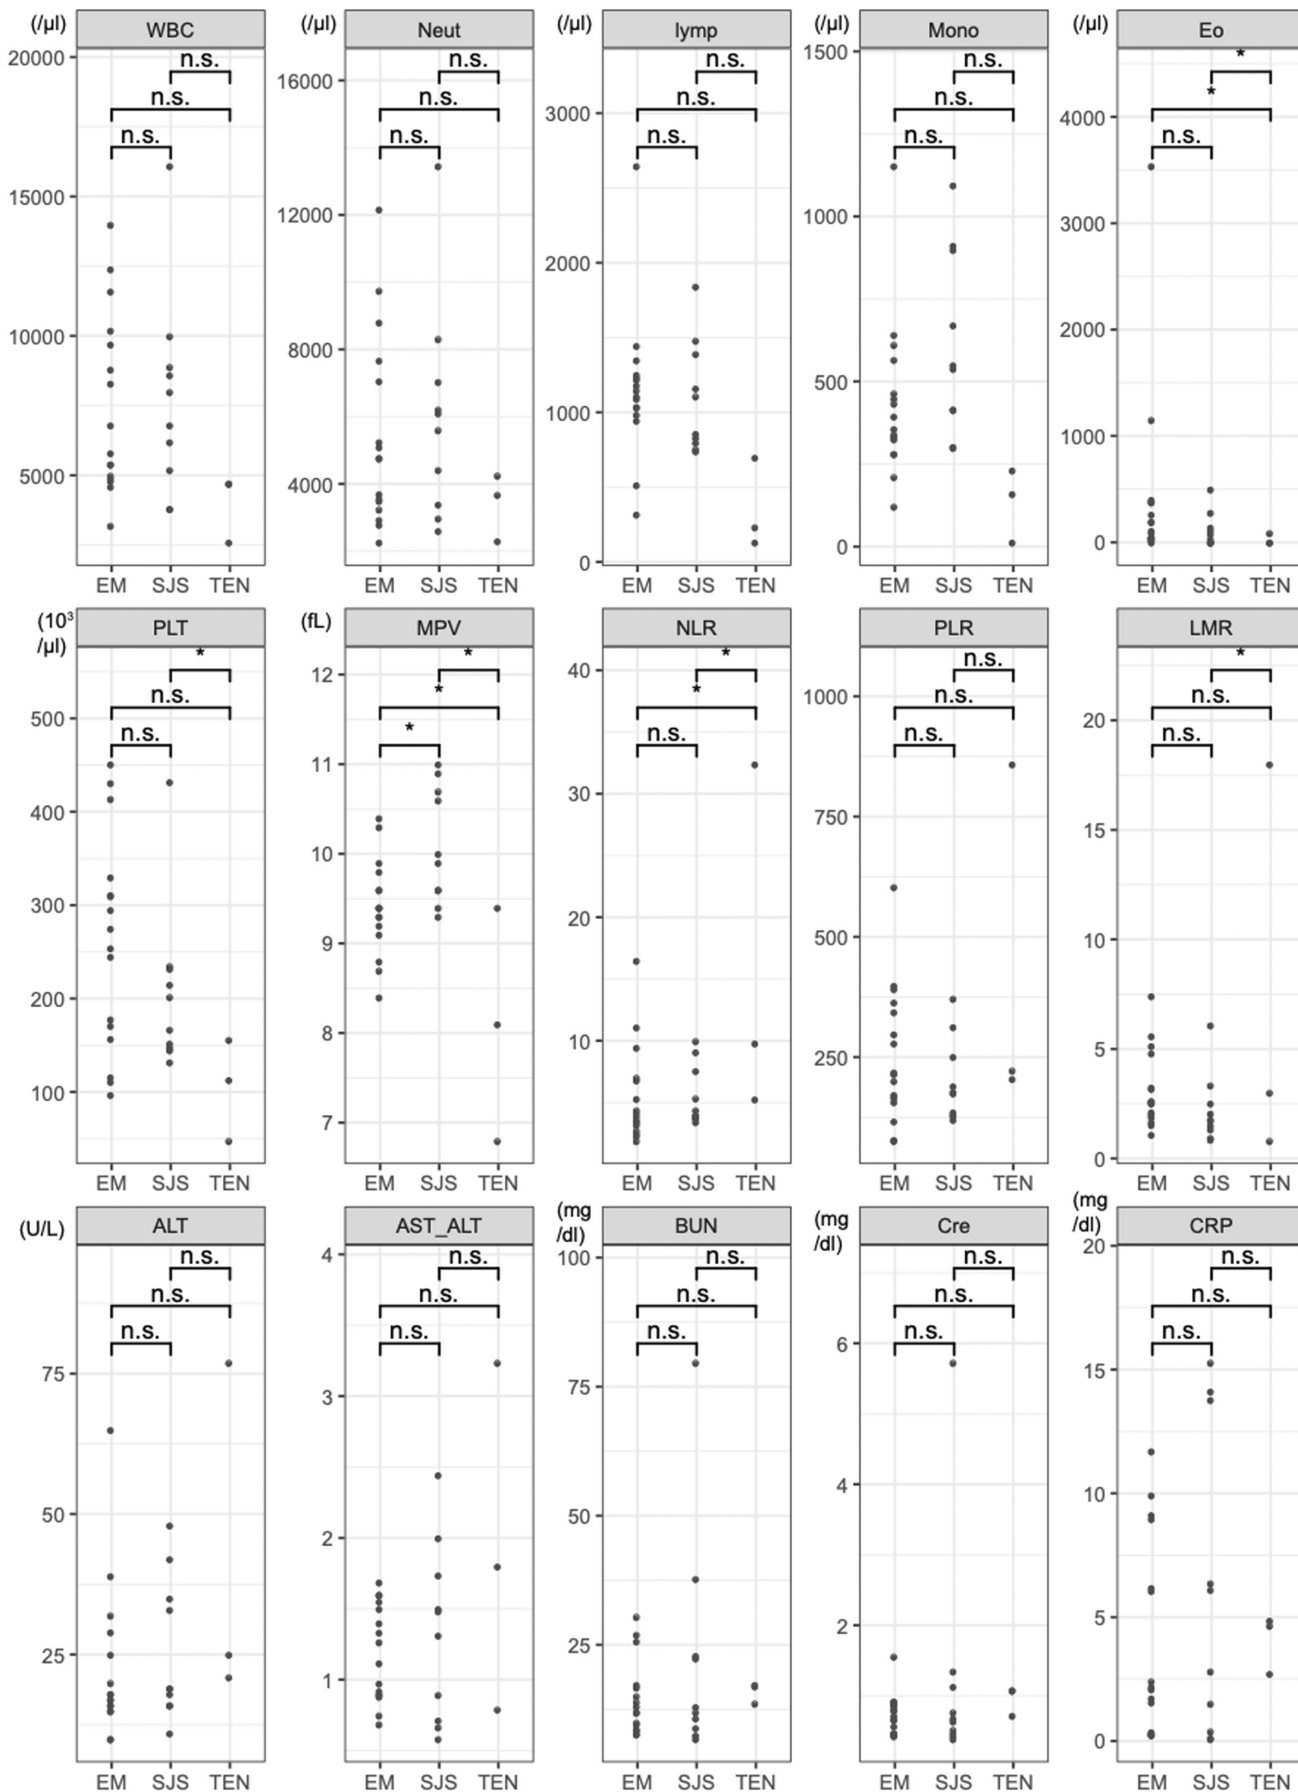 (/µl) WBC (/µl) Neut (/µl) lymp (/µl) Mono (/µl) Eo
20000 15000 10000 5000
n.s. n.s. n.s.
EM SJS TEN
16000 12000 8000 4000
n.s. n.s. n.s.
EM SJS TEN
3000 2000 1000 0
n.s. n.s. n.s.
EM SJS TEN
1500 1000 500 0
n.s. n.s. n.s.
EM SJS TEN
4000 3000 2000 1000 0
* * n.s.
EM SJS TEN
(10³ /µl) PLT (fL) MPV NLR PLR LMR
500 400 300 200 100
* n.s. n.s.
EM SJS TEN
12 11 10 9 8 7
* * *
EM SJS TEN
40 30 20 10
* * n.s.
EM SJS TEN
1000 750 500 250
n.s. n.s. n.s.
EM SJS TEN
20 15 10 5 0
* n.s. n.s.
EM SJS TEN
(U/L) ALT AST_ALT (mg /dl) BUN (mg /dl) Cre (mg /dl) CRP
75 50 25
n.s. n.s. n.s.
EM SJS TEN
4 3 2 1
n.s. n.s. n.s.
EM SJS TEN
100 75 50 25
n.s. n.s. n.s.
EM SJS TEN
6 4 2
n.s. n.s. n.s.
EM SJS TEN
20 15 10 5 0
n.s. n.s. n.s.
EM SJS TEN